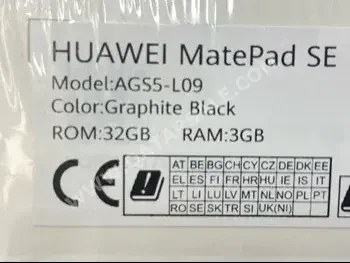 HUAWEI MatePad SE
Model:AGS5-L09
Color:Graphite Black
ROM:32GB RAM:3GB
CE
AT BE BG CH CY CZ DE DK EE
EL ES FI FR HR HU IE IS IT
LT LI LU LV MT NL NO PL PT
RO SE SK TR SI UK(NI)